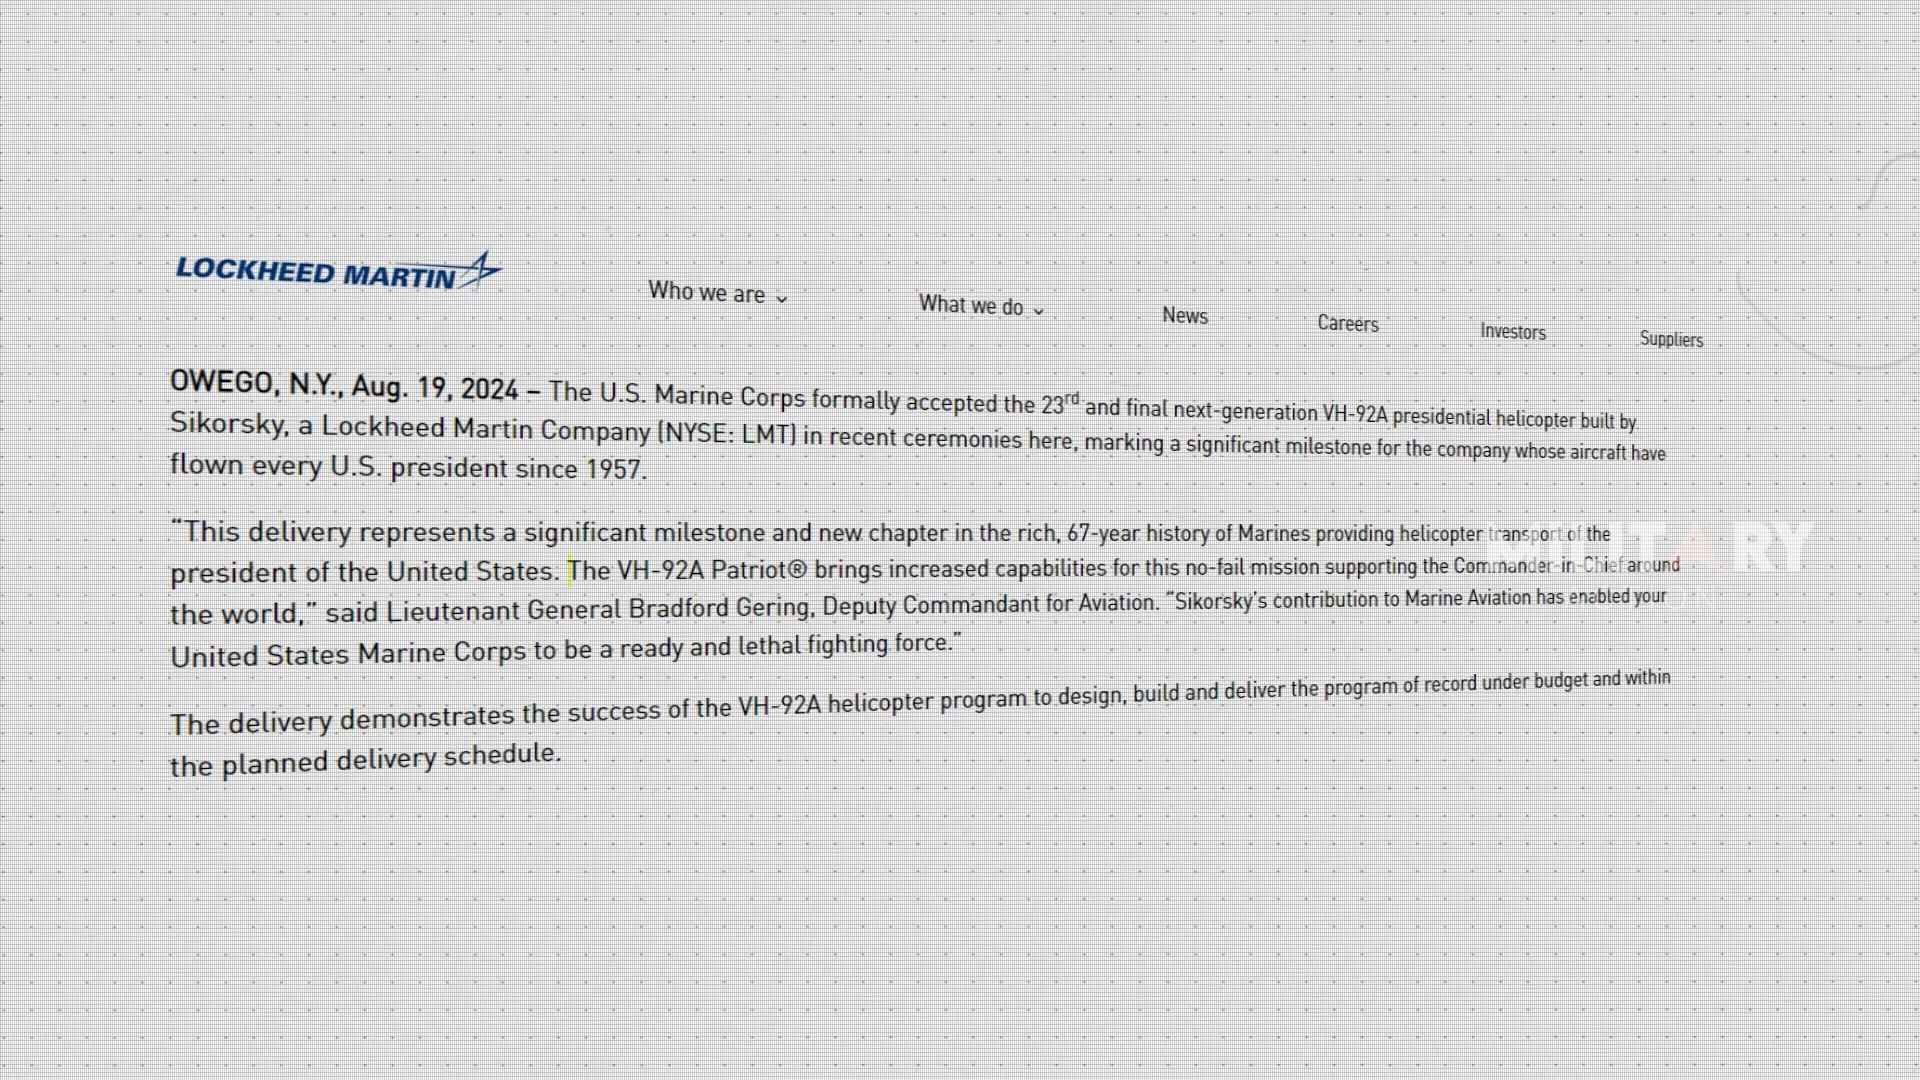 LOCKHEED MARTIN
Who we are
What we do
News
Careers
Investors
Suppliers
OWEGO, N.Y., Aug. 19, 2024 – The U.S. Marine Corps formally accepted the 23rd and final next-generation VH-92A presidential helicopter built by
Sikorsky, a Lockheed Martin Company (NYSE: LMT) in recent ceremonies here, marking a significant milestone for the company whose aircraft have
flown every U.S. president since 1957.
“This delivery represents a significant milestone and new chapter in the rich, 67-year history of Marines providing helicopter transport of the
president of the United States. The VH-92A Patriot® brings increased capabilities for this no-fail mission supporting the Commander-in-Chief around
the world,” said Lieutenant General Bradford Gering, Deputy Commandant for Aviation. “Sikorsky’s contribution to Marine Aviation has enabled your
United States Marine Corps to be a ready and lethal fighting force.”
The delivery demonstrates the success of the VH-92A helicopter program to design, build and deliver the program of record under budget and within
the planned delivery schedule.
MILITARY